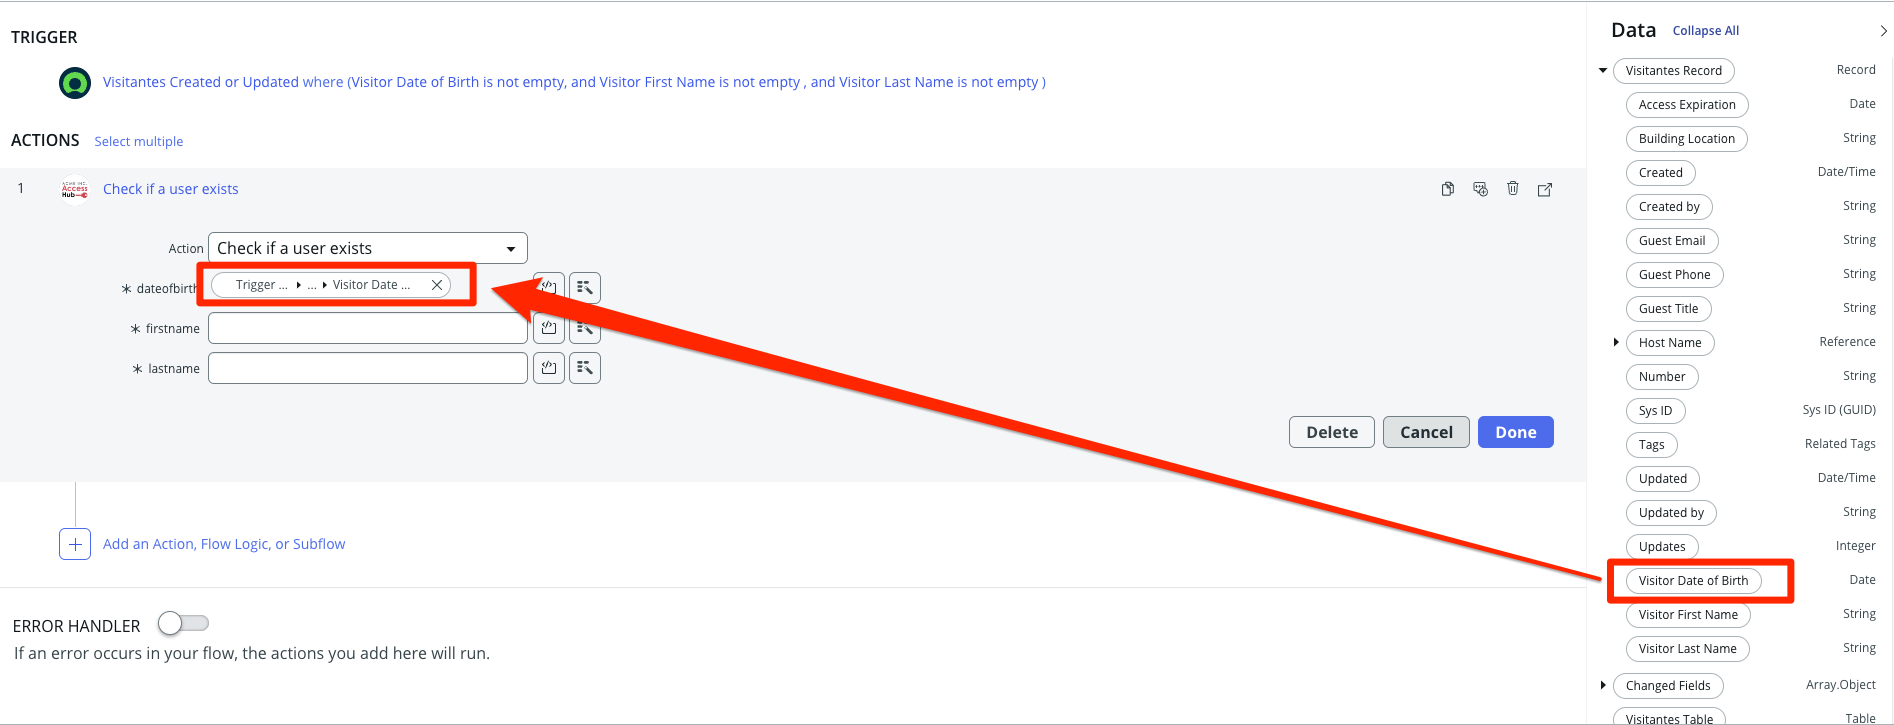 TRIGGER
Visitantes Created or Updated where (Visitor Date of Birth is not empty, and Visitor First Name is not empty , and Visitor Last Name is not empty )
ACTIONS Select multiple
1 ACME INC. Access Hub Check if a user exists
Action Check if a user exists
* dateofbirth Trigger ... ▸ ... ▸ Visitor Date ...
* firstname
* lastname
Delete Cancel Done
Add an Action, Flow Logic, or Subflow
ERROR HANDLER
If an error occurs in your flow, the actions you add here will run.
Data Collapse All
Visitantes Record Record
Access Expiration Date
Building Location String
Created Date/Time
Created by String
Guest Email String
Guest Phone String
Guest Title String
Host Name Reference
Number String
Sys ID Sys ID (GUID)
Tags Related Tags
Updated Date/Time
Updated by String
Updates Integer
Visitor Date of Birth Date
Visitor First Name String
Visitor Last Name String
Changed Fields Array.Object
Visitantes Table Table